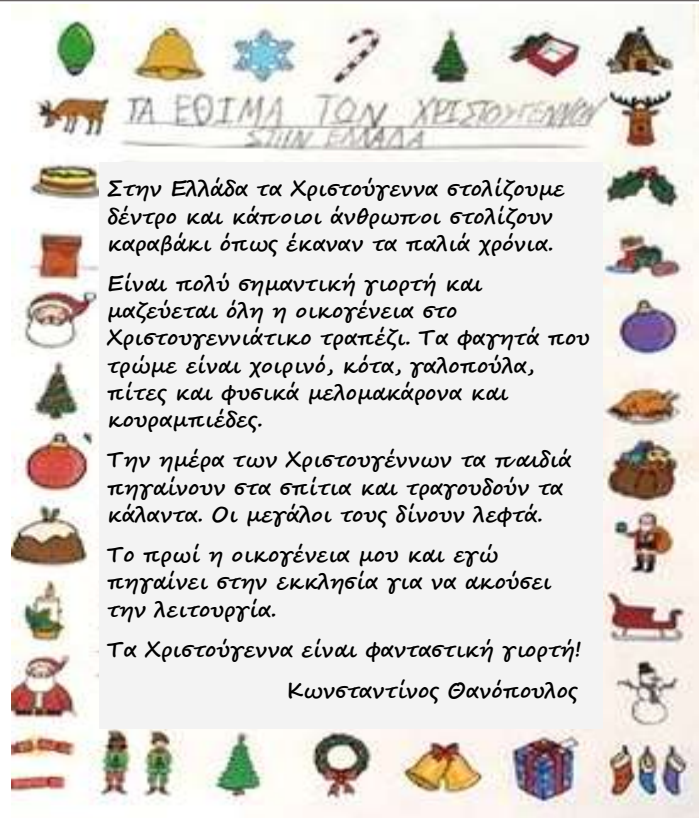 ΤΑ ΕΘΙΜΑ ΤΩΝ ΧΡΙΣΤΟΥΓΕΝΝΩΝ
ΣΤΗΝ ΕΛΛΑΔΑ
Στην Ελλάδα τα Χριστούγεννα στολίζουμε
δέντρο και κάποιοι άνθρωποι στολίζουν
καραβάκι όπως έκαναν τα παλιά χρόνια.
Είναι πολύ σημαντική γιορτή και
μαζεύεται όλη η οικογένεια στο
Χριστουγεννιάτικο τραπέζι. Τα φαγητά που
τρώμε είναι χοιρινό, κότα, γαλοπούλα,
πίτες και φυσικά μελομακάρονα και
κουραμπιέδες.
Την ημέρα των Χριστουγέννων τα παιδιά
πηγαίνουν στα σπίτια και τραγουδούν τα
κάλαντα. Οι μεγάλοι τους δίνουν λεφτά.
Το πρωί η οικογένεια μου και εγώ
πηγαίνει στην εκκλησία για να ακούσει
την λειτουργία.
Τα Χριστούγεννα είναι φανταστική γιορτή!
Κωνσταντίνος Θανόπουλος